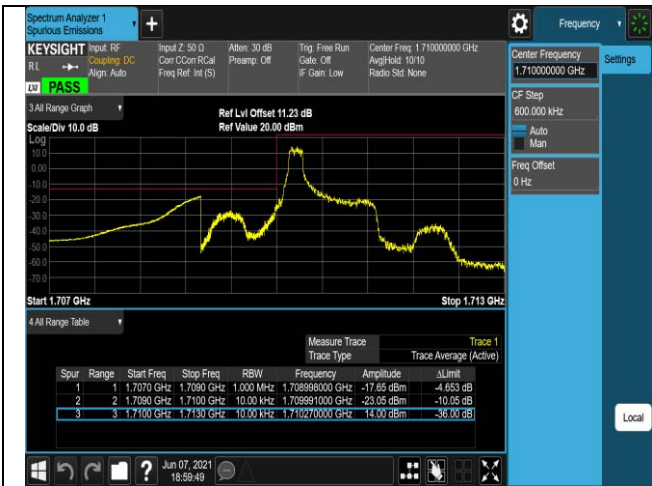 Spectrum Analyzer 1
Spurious Emissions
Frequency
KEYSIGHT
Input: RF
Input Z: 50 Ω
Atten: 30 dB
Trig: Free Run
Center Freq: 1.710000000 GHz
RL
Coupling: DC
Corr CCorr RCal
Preamp: Off
Gate: Off
Avg|Hold: 10/10
Align: Auto
Freq Ref: Int (S)
IF Gain: Low
Radio Std: None
LXI
PASS
Center Frequency
1.710000000 GHz
Settings
CF Step
600.000 kHz
Auto
Man
Freq Offset
0 Hz
3 All Range Graph
Ref Lvl Offset 11.23 dB
Scale/Div 10.0 dB
Ref Value 20.00 dBm
Log
10.0
0.00
-10.0
-20.0
-30.0
-40.0
-50.0
-60.0
-70.0
Start 1.707 GHz
Stop 1.713 GHz
4 All Range Table
Measure Trace
Trace 1
Trace Type
Trace Average (Active)
Spur Range Start Freq Stop Freq RBW Frequency Amplitude ΔLimit
1 1 1.7070 GHz 1.7090 GHz 1.000 MHz 1.708998000 GHz -17.65 dBm -4.653 dB
2 2 1.7090 GHz 1.7100 GHz 10.00 kHz 1.709991000 GHz -23.05 dBm -10.05 dB
3 3 1.7100 GHz 1.7130 GHz 10.00 kHz 1.710270000 GHz 14.00 dBm -36.00 dB
Local
?
Jun 07, 2021
18:59:49